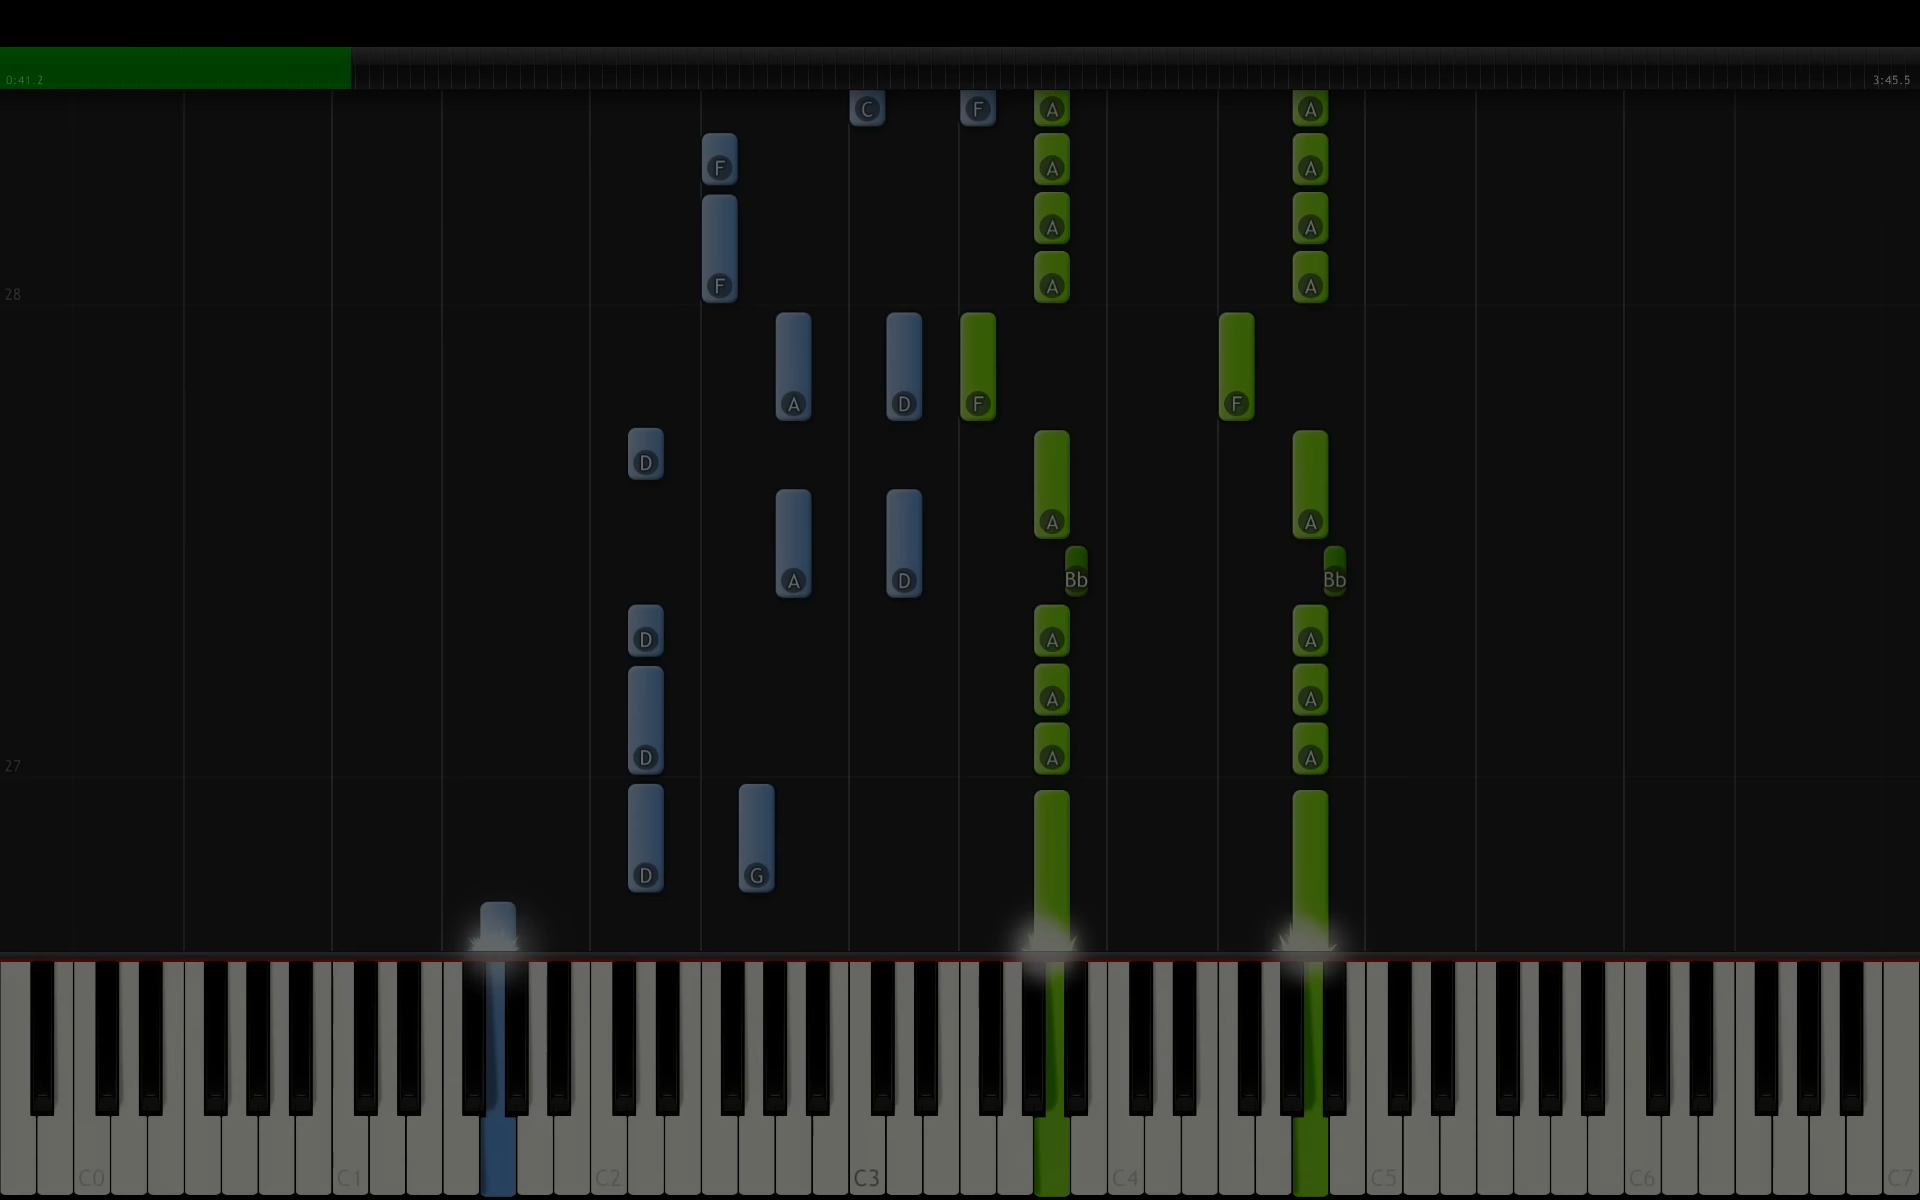 0:41.2 3:45.5
C F A A
F A A
A A
F A A
28
A D F F
D
A A
A D Bb Bb
D A A
A A
D A A
27
D G
C0 C1 C2 C3 C4 C5 C6 C7